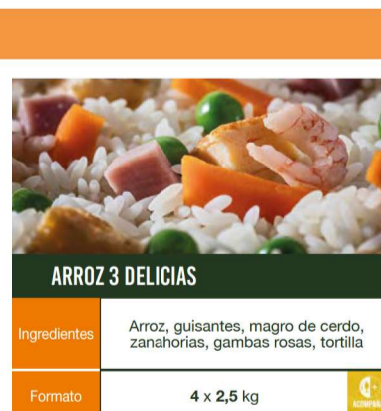 ARROZ 3 DELICIAS
Ingredientes
Arroz, guisantes, magro de cerdo,
zanahorias, gambas rosas, tortilla
Formato
4 x 2,5 kg